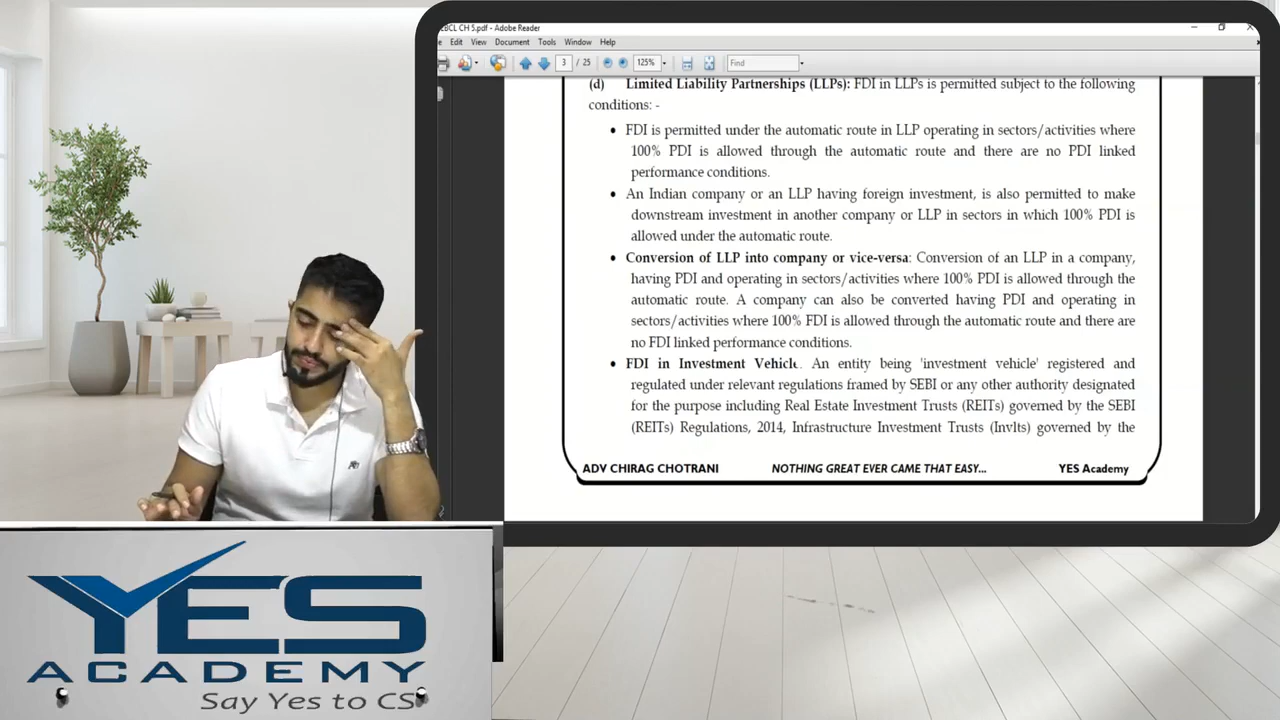 EBCL CH 5.pdf - Adobe Reader
Edit View Document Tools Window Help
3 / 25 125% Find
(d) Limited Liability Partnerships (LLPs): FDI in LLPs is permitted subject to the following
conditions: -
• FDI is permitted under the automatic route in LLP operating in sectors/activities where
100% PDI is allowed through the automatic route and there are no PDI linked
performance conditions.
• An Indian company or an LLP having foreign investment, is also permitted to make
downstream investment in another company or LLP in sectors in which 100% PDI is
allowed under the automatic route.
• Conversion of LLP into company or vice-versa: Conversion of an LLP in a company,
having PDI and operating in sectors/activities where 100% PDI is allowed through the
automatic route. A company can also be converted having PDI and operating in
sectors/activities where 100% FDI is allowed through the automatic route and there are
no FDI linked performance conditions.
• FDI in Investment Vehicle. An entity being 'investment vehicle' registered and
regulated under relevant regulations framed by SEBI or any other authority designated
for the purpose including Real Estate Investment Trusts (REITs) governed by the SEBI
(REITs) Regulations, 2014, Infrastructure Investment Trusts (Invlts) governed by the
ADV CHIRAG CHOTRANI NOTHING GREAT EVER CAME THAT EASY... YES Academy
YES
ACADEMY
Say Yes to CS